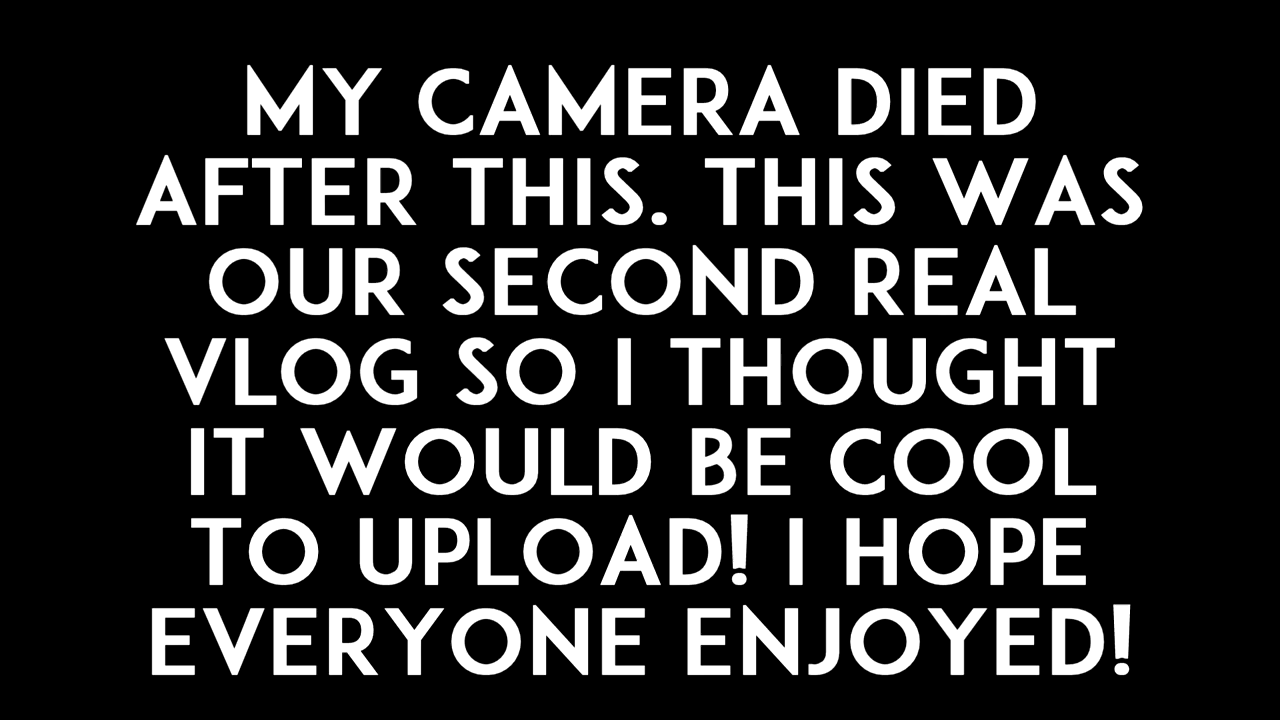 MY CAMERA DIED
AFTER THIS. THIS WAS
OUR SECOND REAL
VLOG SO I THOUGHT
IT WOULD BE COOL
TO UPLOAD! I HOPE
EVERYONE ENJOYED!